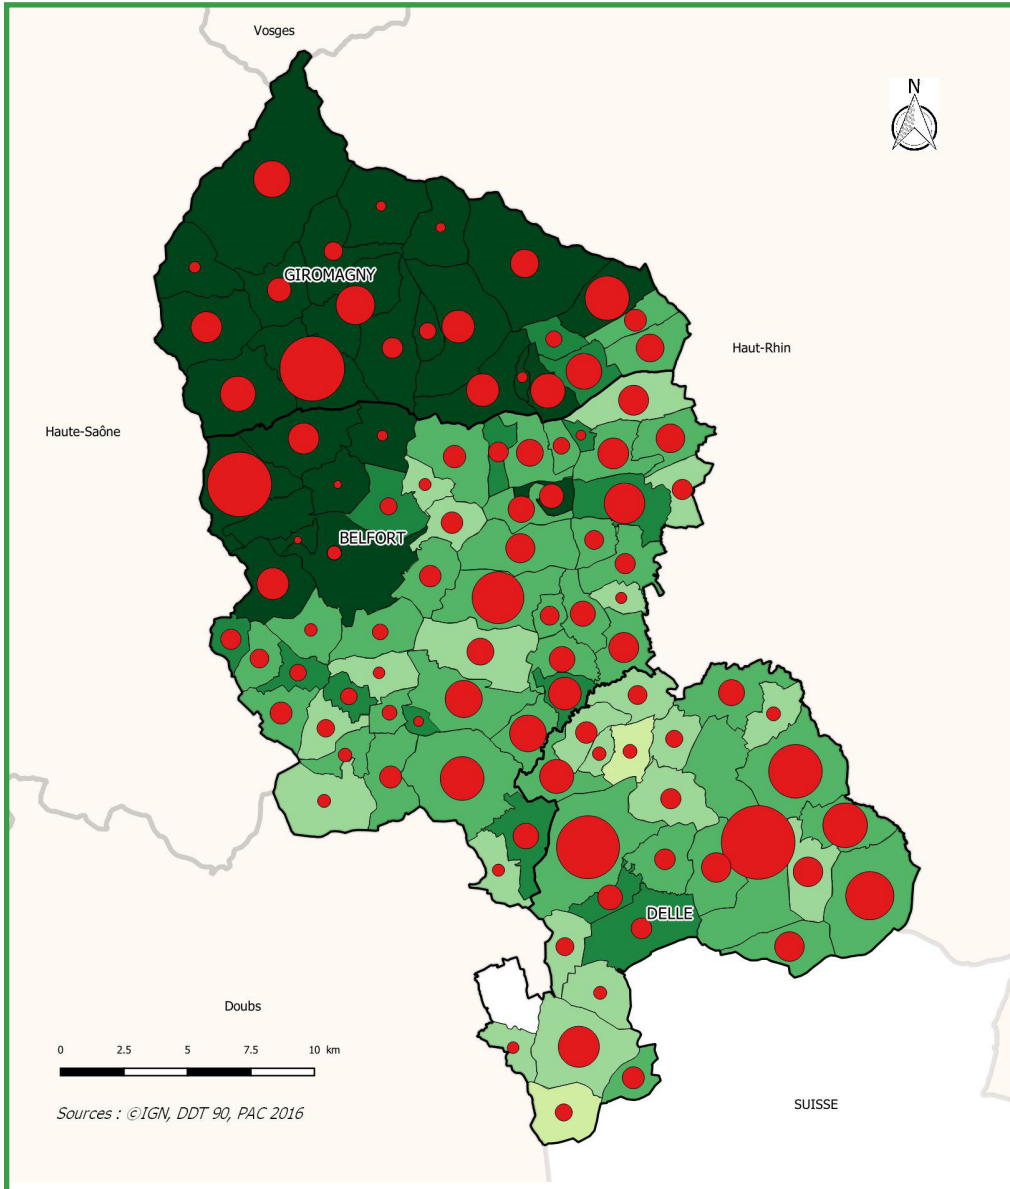 Vosges
N
GIROMAGNY
Haut-Rhin
Haute-Saône
BELFORT
DELLE
Doubs
0 2.5 5 7.5 10 km
SUISSE
Sources : ©IGN, DDT 90, PAC 2016